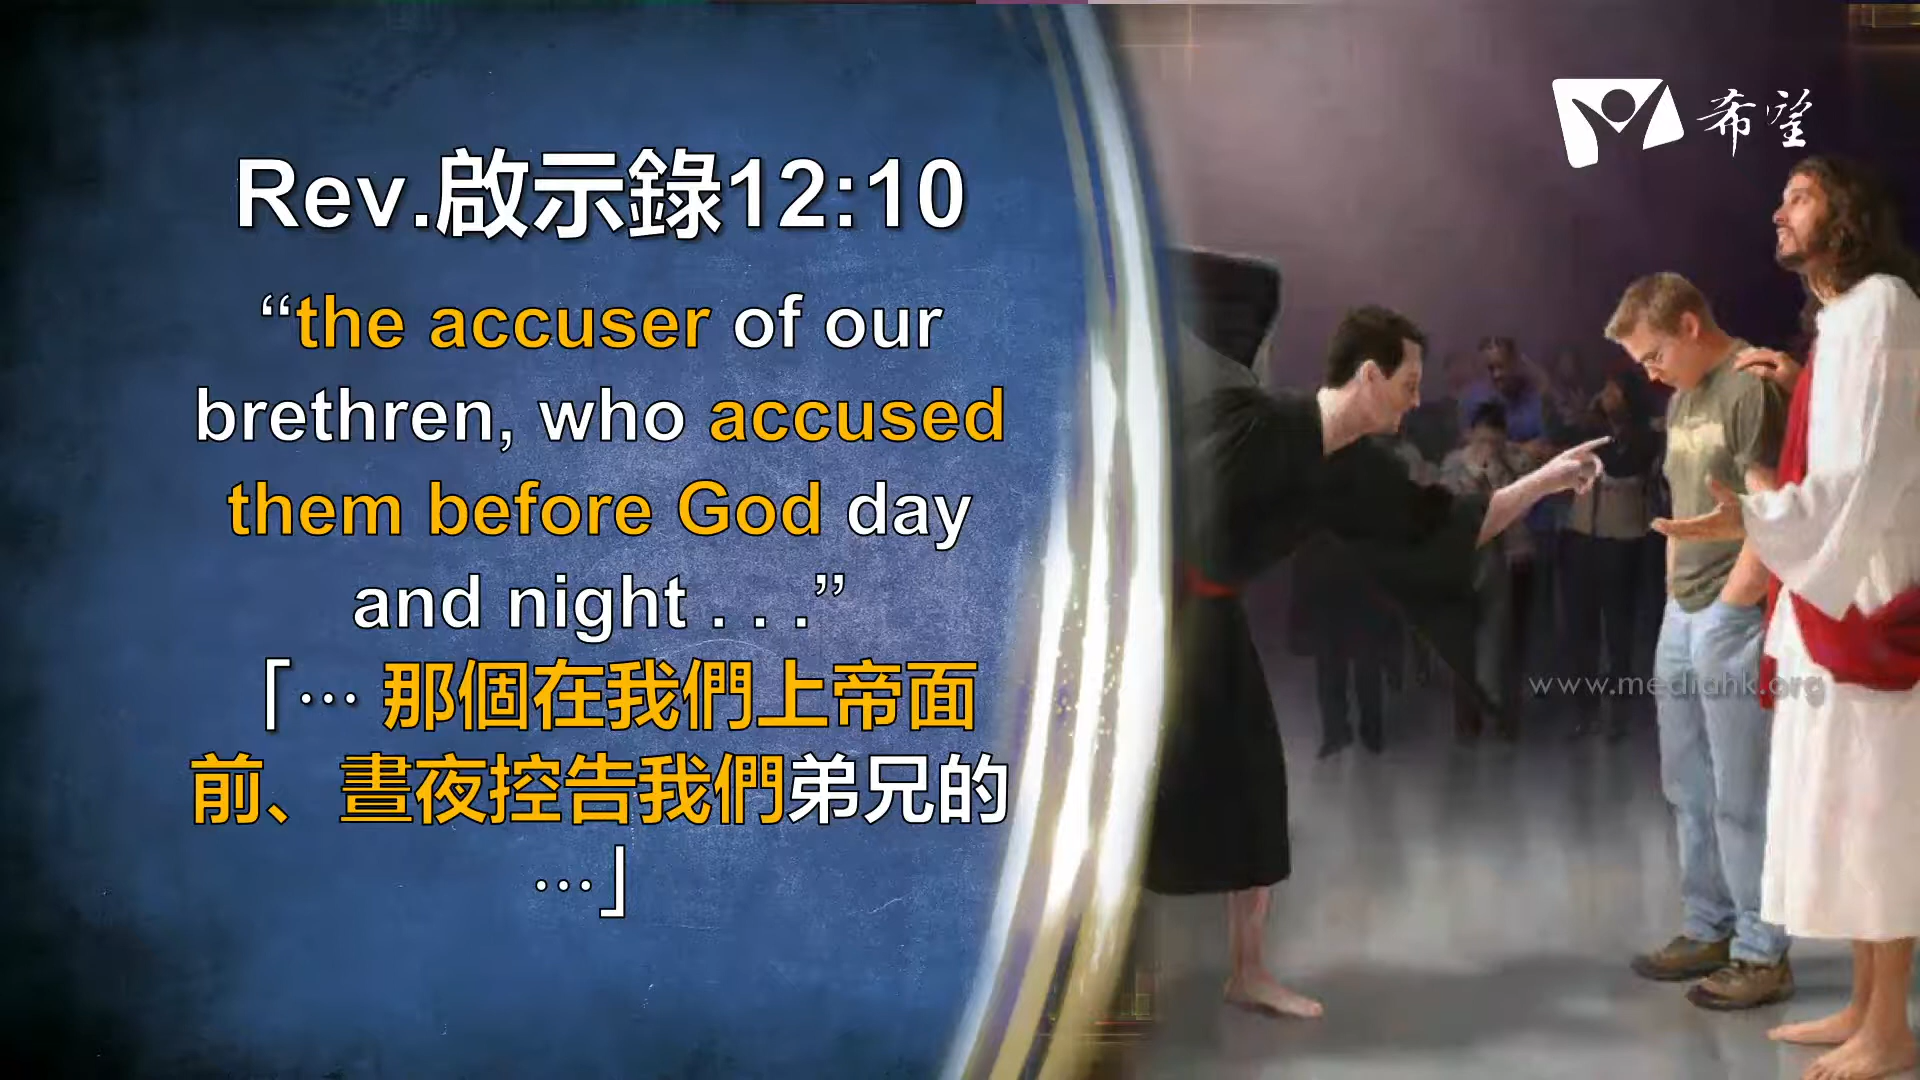 希望
Rev.啟示錄12:10
“the accuser of our
brethren, who accused
them before God day
and night . . .”
「… 那個在我們上帝面
前、晝夜控告我們弟兄的
…」
www.mediahk.org